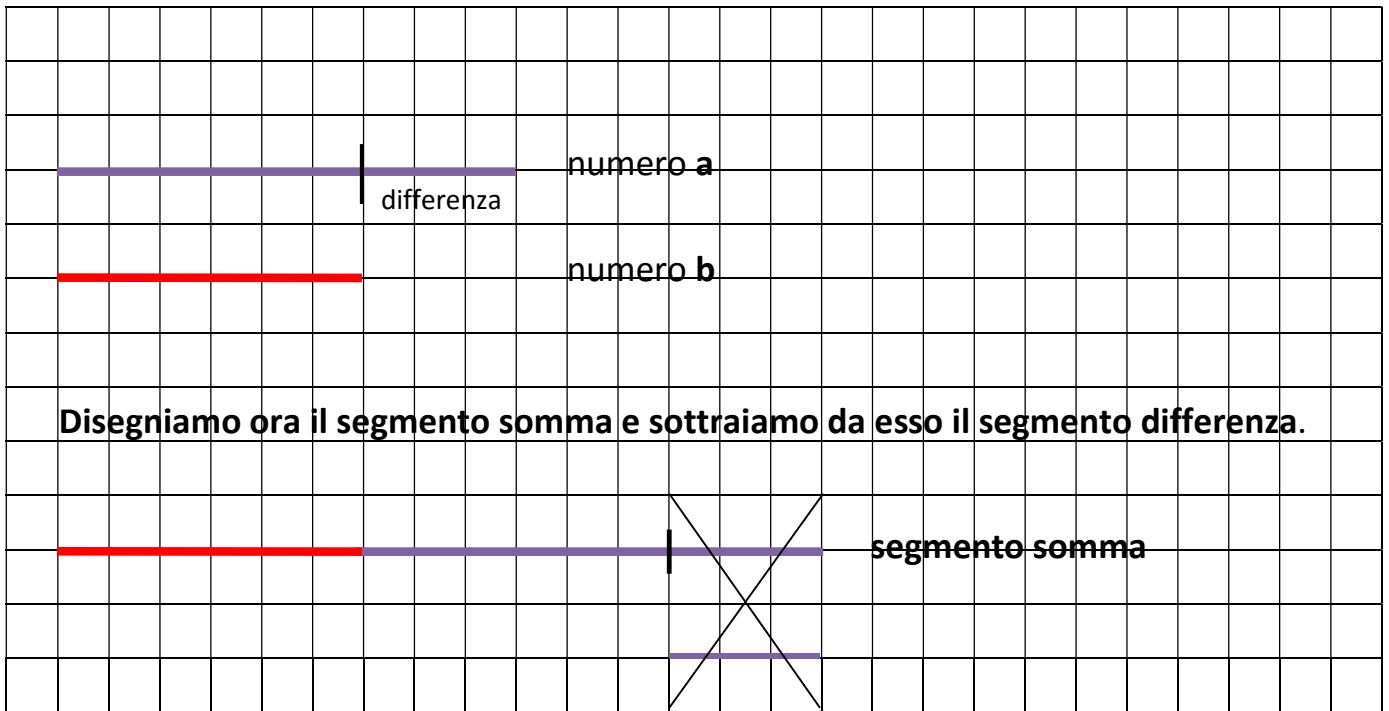 numero a
differenza
numero b
Disegniamo ora il segmento somma e sottraiamo da esso il segmento differenza.
segmento somma